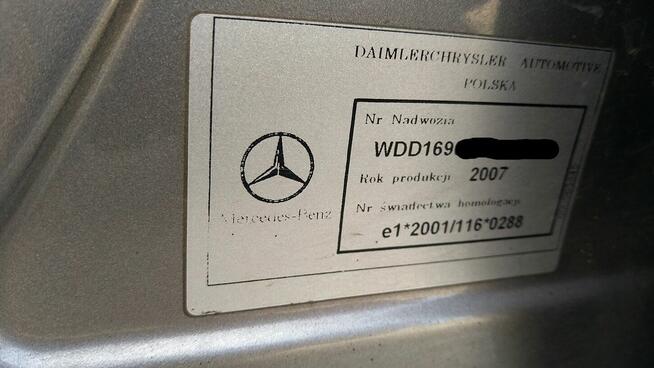 DAIMLERCHRYSLER AUTOMOTIVE
POLSKA
Nr Nadwozia
WDD169
Rok produkcji 2007
Nr świadectwa homologacji
e1*2001/116*0288
Mercedes-Benz